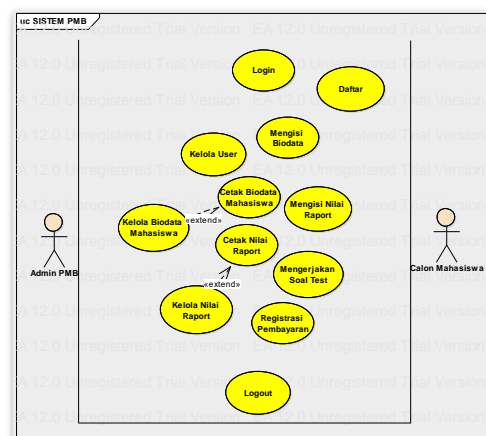 uc SISTEM PMB
EA 12.0 Unregistered Trial Version
Login
Daftar
Mengisi
Biodata
Kelola User
Cetak Biodata
Mahasiswa
Mengisi Nilai
Raport
Kelola Biodata
Mahasiswa
«extend»
Cetak Nilai
Raport
Admin PMB
Calon Mahasiswa
Mengerjakan
Soal Test
«extend»
Kelola Nilai
Raport
Registrasi
Pembayaran
Logout